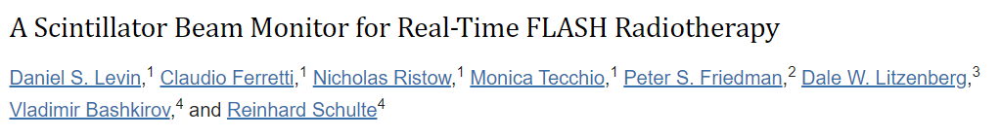 A Scintillator Beam Monitor for Real-Time FLASH Radiotherapy
Daniel S. Levin,1 Claudio Ferretti,1 Nicholas Ristow,1 Monica Tecchio,1 Peter S. Friedman,2 Dale W. Litzenberg,3
Vladimir Bashkirov,4 and Reinhard Schulte4